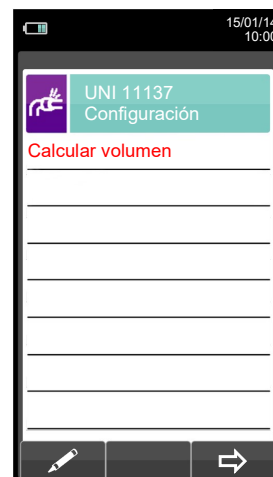 15/01/14
10:00
UNI 11137
Configuración
Calcular volumen